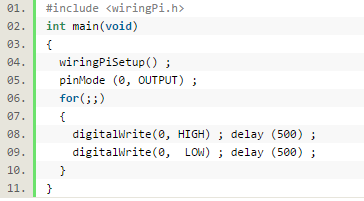 01. #include <wiringPi.h>
02. int main(void)
03. {
04.   wiringPiSetup() ;
05.   pinMode (0, OUTPUT) ;
06.   for(;;)
07.   {
08.     digitalWrite(0, HIGH) ; delay (500) ;
09.     digitalWrite(0,  LOW) ; delay (500) ;
10.   }
11. }